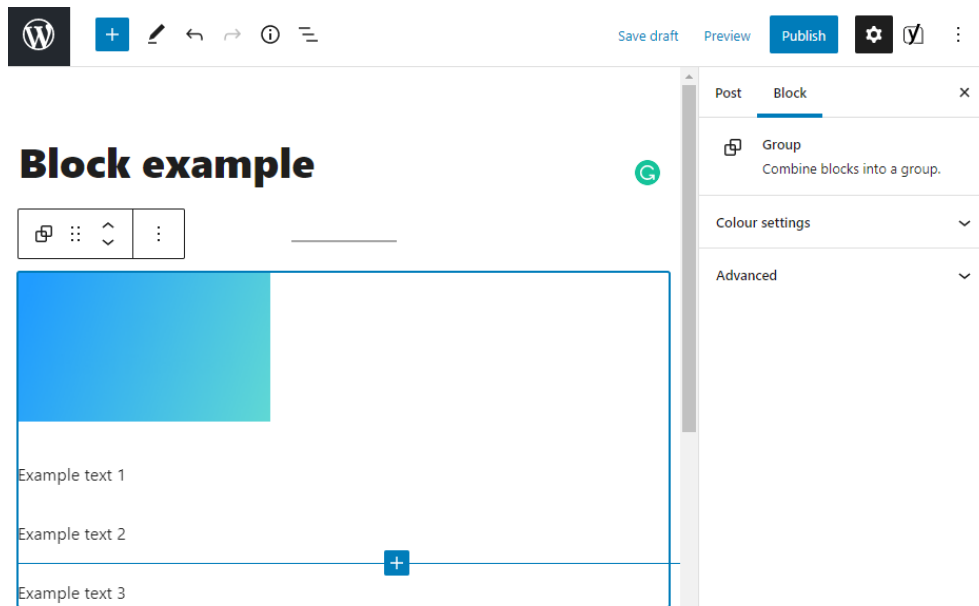 Save draft Preview Publish
Post Block
Block example
Group
Combine blocks into a group.
Colour settings
Advanced
Example text 1
Example text 2
Example text 3